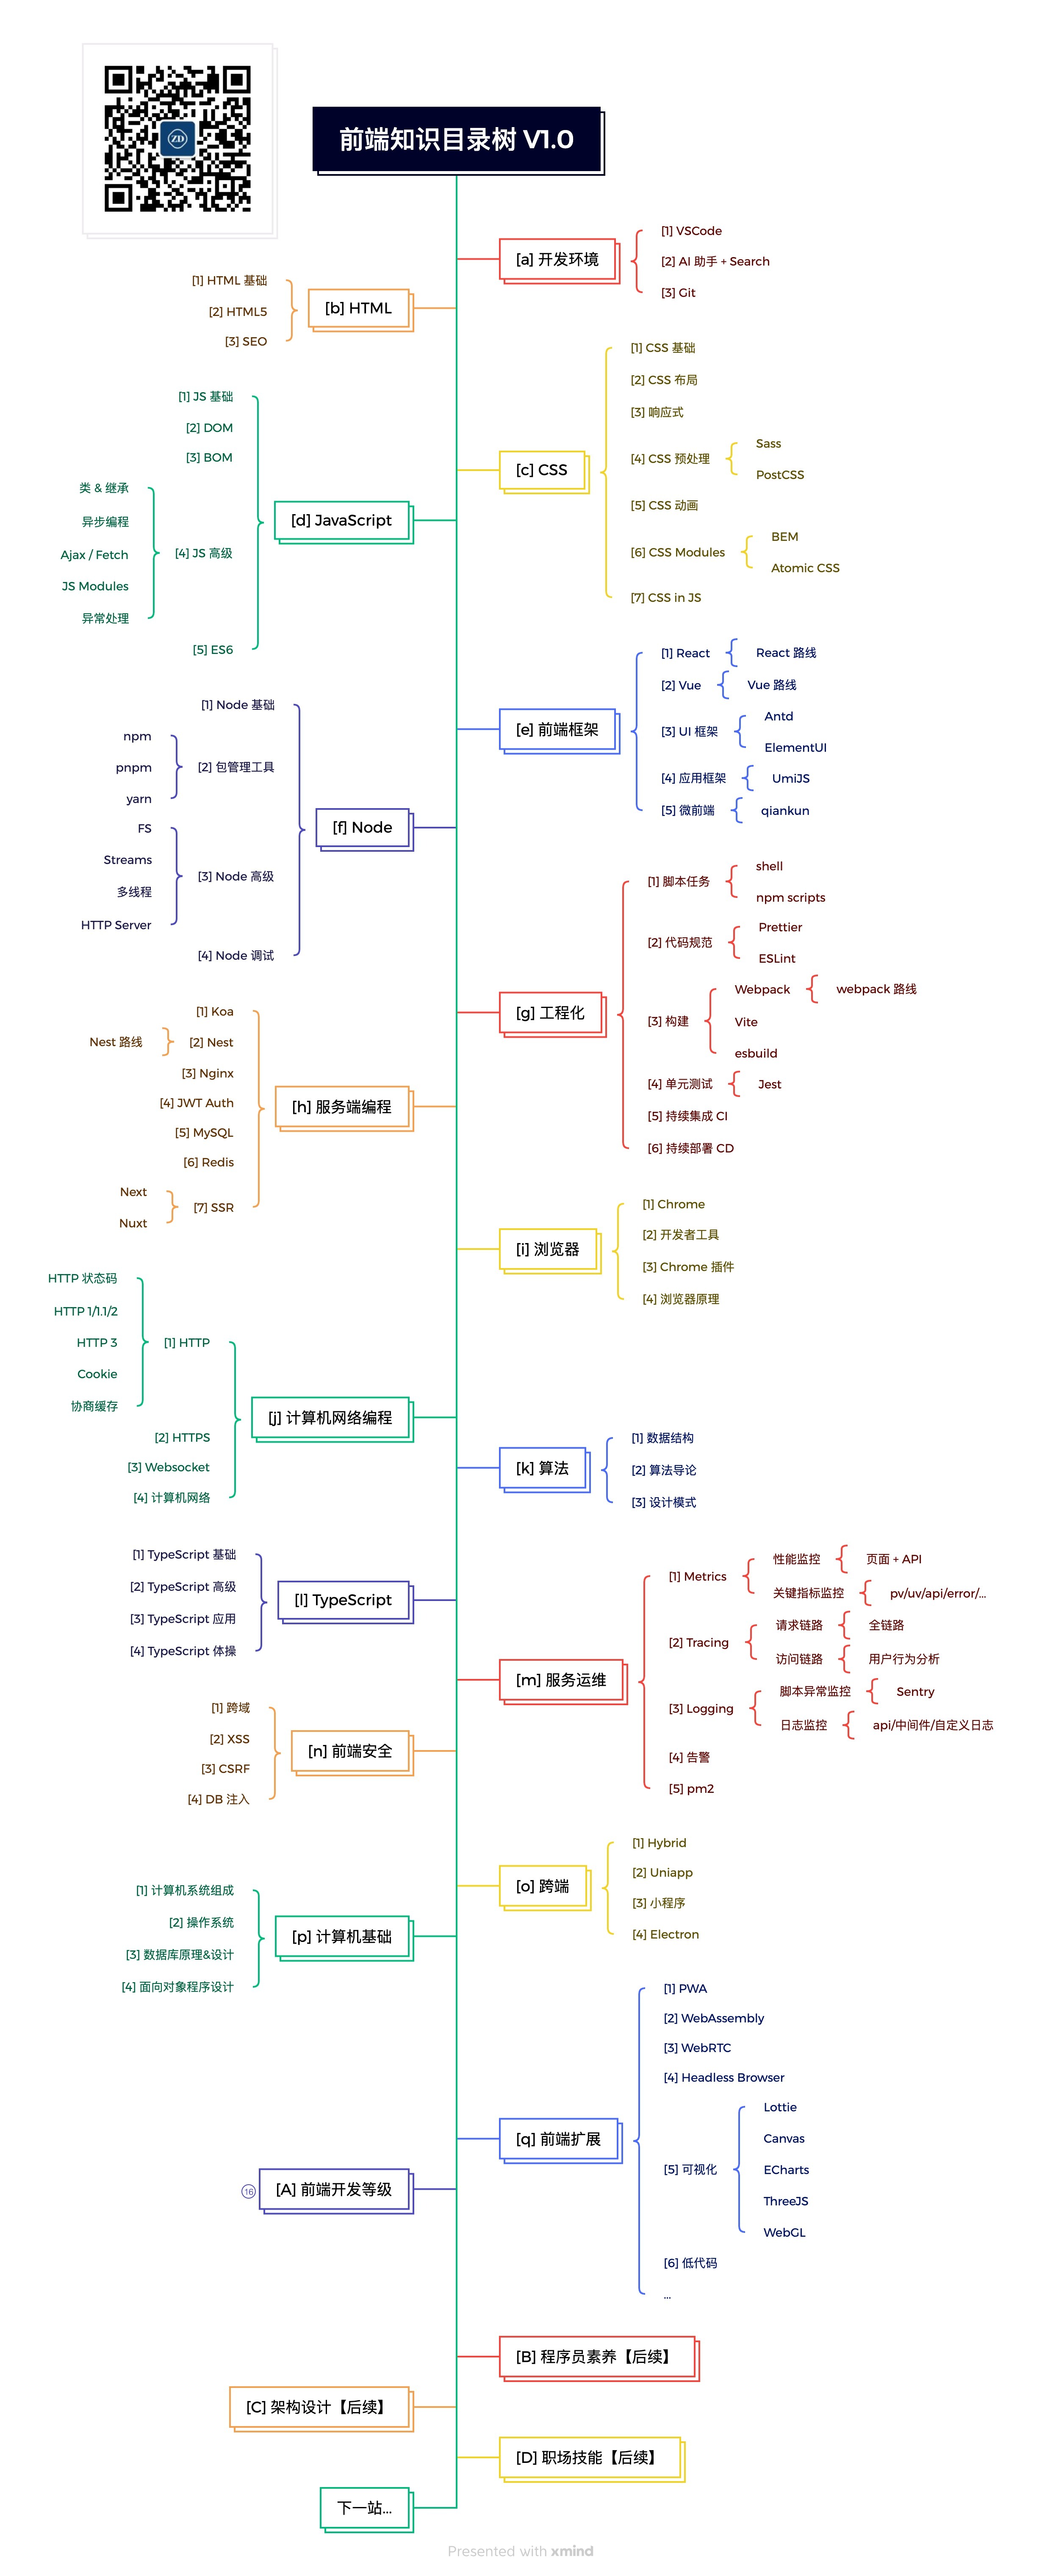 ZD
前端知识目录树 V1.0
[a] 开发环境
[1] VSCode
[2] AI 助手 + Search
[3] Git
[b] HTML
[1] HTML 基础
[2] HTML5
[3] SEO
[c] CSS
[1] CSS 基础
[2] CSS 布局
[3] 响应式
[4] CSS 预处理
Sass
PostCSS
[5] CSS 动画
[6] CSS Modules
BEM
Atomic CSS
[7] CSS in JS
[d] JavaScript
[1] JS 基础
[2] DOM
[3] BOM
[4] JS 高级
类 & 继承
异步编程
Ajax / Fetch
JS Modules
异常处理
[5] ES6
[e] 前端框架
[1] React
React 路线
[2] Vue
Vue 路线
[3] UI 框架
Antd
ElementUI
[4] 应用框架
UmiJS
[5] 微前端
qiankun
[f] Node
[1] Node 基础
[2] 包管理工具
npm
pnpm
yarn
[3] Node 高级
FS
Streams
多线程
HTTP Server
[4] Node 调试
[g] 工程化
[1] 脚本任务
shell
npm scripts
[2] 代码规范
Prettier
ESLint
[3] 构建
Webpack
webpack 路线
Vite
esbuild
[4] 单元测试
Jest
[5] 持续集成 CI
[6] 持续部署 CD
[h] 服务端编程
[1] Koa
[2] Nest
Nest 路线
[3] Nginx
[4] JWT Auth
[5] MySQL
[6] Redis
[7] SSR
Next
Nuxt
[i] 浏览器
[1] Chrome
[2] 开发者工具
[3] Chrome 插件
[4] 浏览器原理
[j] 计算机网络编程
[1] HTTP
HTTP 状态码
HTTP 1/1.1/2
HTTP 3
Cookie
协商缓存
[2] HTTPS
[3] Websocket
[4] 计算机网络
[k] 算法
[1] 数据结构
[2] 算法导论
[3] 设计模式
[l] TypeScript
[1] TypeScript 基础
[2] TypeScript 高级
[3] TypeScript 应用
[4] TypeScript 体操
[m] 服务运维
[1] Metrics
性能监控
页面 + API
关键指标监控
pv/uv/api/error/...
[2] Tracing
请求链路
全链路
访问链路
用户行为分析
[3] Logging
脚本异常监控
Sentry
日志监控
api/中间件/自定义日志
[4] 告警
[5] pm2
[n] 前端安全
[1] 跨域
[2] XSS
[3] CSRF
[4] DB 注入
[o] 跨端
[1] Hybrid
[2] Uniapp
[3] 小程序
[4] Electron
[p] 计算机基础
[1] 计算机系统组成
[2] 操作系统
[3] 数据库原理&设计
[4] 面向对象程序设计
[q] 前端扩展
[1] PWA
[2] WebAssembly
[3] WebRTC
[4] Headless Browser
[5] 可视化
Lottie
Canvas
ECharts
ThreeJS
WebGL
[6] 低代码
...
[A] 前端开发等级
16
[B] 程序员素养【后续】
[C] 架构设计【后续】
[D] 职场技能【后续】
下一站...
Presented with xmind